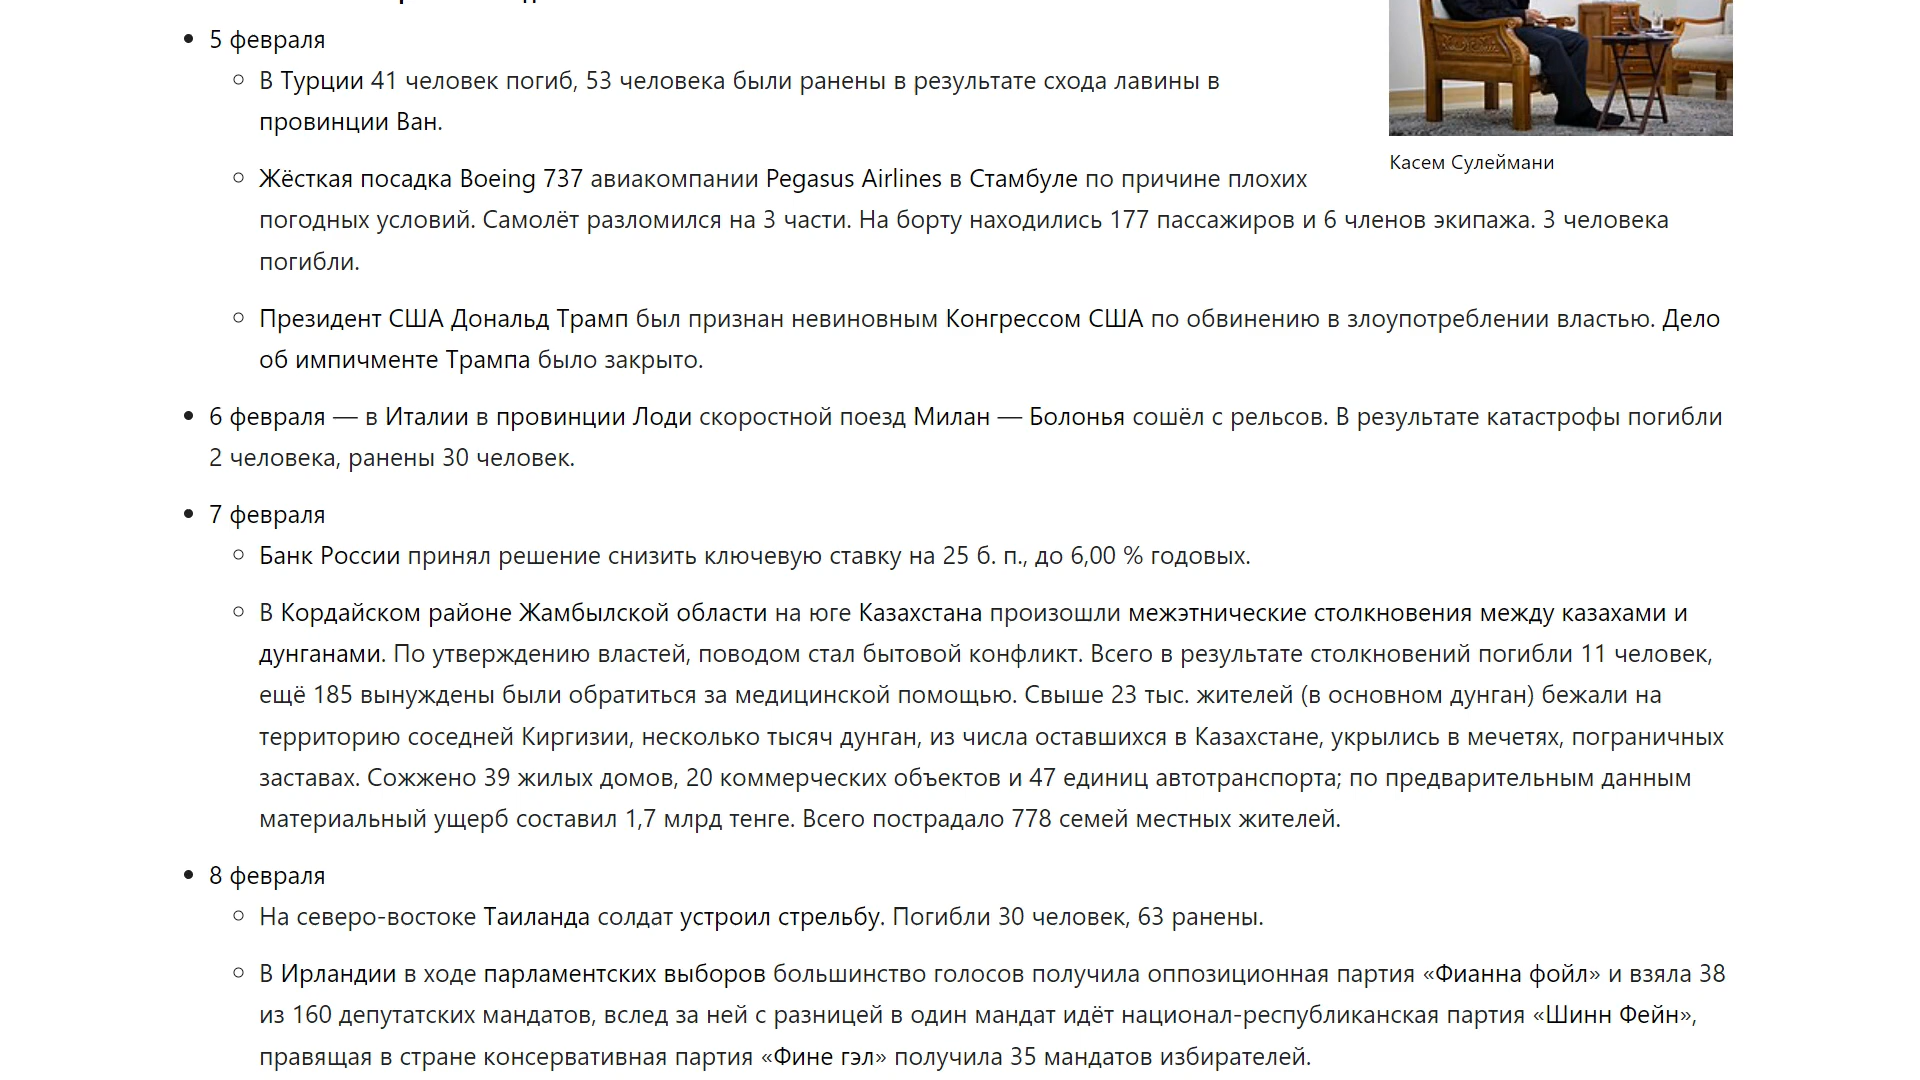 5 февраля
В Турции 41 человек погиб, 53 человека были ранены в результате схода лавины в
провинции Ван.
Касем Сулеймани
Жёсткая посадка Boeing 737 авиакомпании Pegasus Airlines в Стамбуле по причине плохих
погодных условий. Самолёт разломился на 3 части. На борту находились 177 пассажиров и 6 членов экипажа. 3 человека
погибли.
Президент США Дональд Трамп был признан невиновным Конгрессом США по обвинению в злоупотреблении властью. Дело
об импичменте Трампа было закрыто.
6 февраля — в Италии в провинции Лоди скоростной поезд Милан — Болонья сошёл с рельсов. В результате катастрофы погибли
2 человека, ранены 30 человек.
7 февраля
Банк России принял решение снизить ключевую ставку на 25 б. п., до 6,00 % годовых.
В Кордайском районе Жамбылской области на юге Казахстана произошли межэтнические столкновения между казахами и
дунганами. По утверждению властей, поводом стал бытовой конфликт. Всего в результате столкновений погибли 11 человек,
ещё 185 вынуждены были обратиться за медицинской помощью. Свыше 23 тыс. жителей (в основном дунган) бежали на
территорию соседней Киргизии, несколько тысяч дунган, из числа оставшихся в Казахстане, укрылись в мечетях, пограничных
заставах. Сожжено 39 жилых домов, 20 коммерческих объектов и 47 единиц автотранспорта; по предварительным данным
материальный ущерб составил 1,7 млрд тенге. Всего пострадало 778 семей местных жителей.
8 февраля
На северо-востоке Таиланда солдат устроил стрельбу. Погибли 30 человек, 63 ранены.
В Ирландии в ходе парламентских выборов большинство голосов получила оппозиционная партия «Фианна фойл» и взяла 38
из 160 депутатских мандатов, вслед за ней с разницей в один мандат идёт национал-республиканская партия «Шинн Фейн»,
правящая в стране консервативная партия «Фине гэл» получила 35 мандатов избирателей.